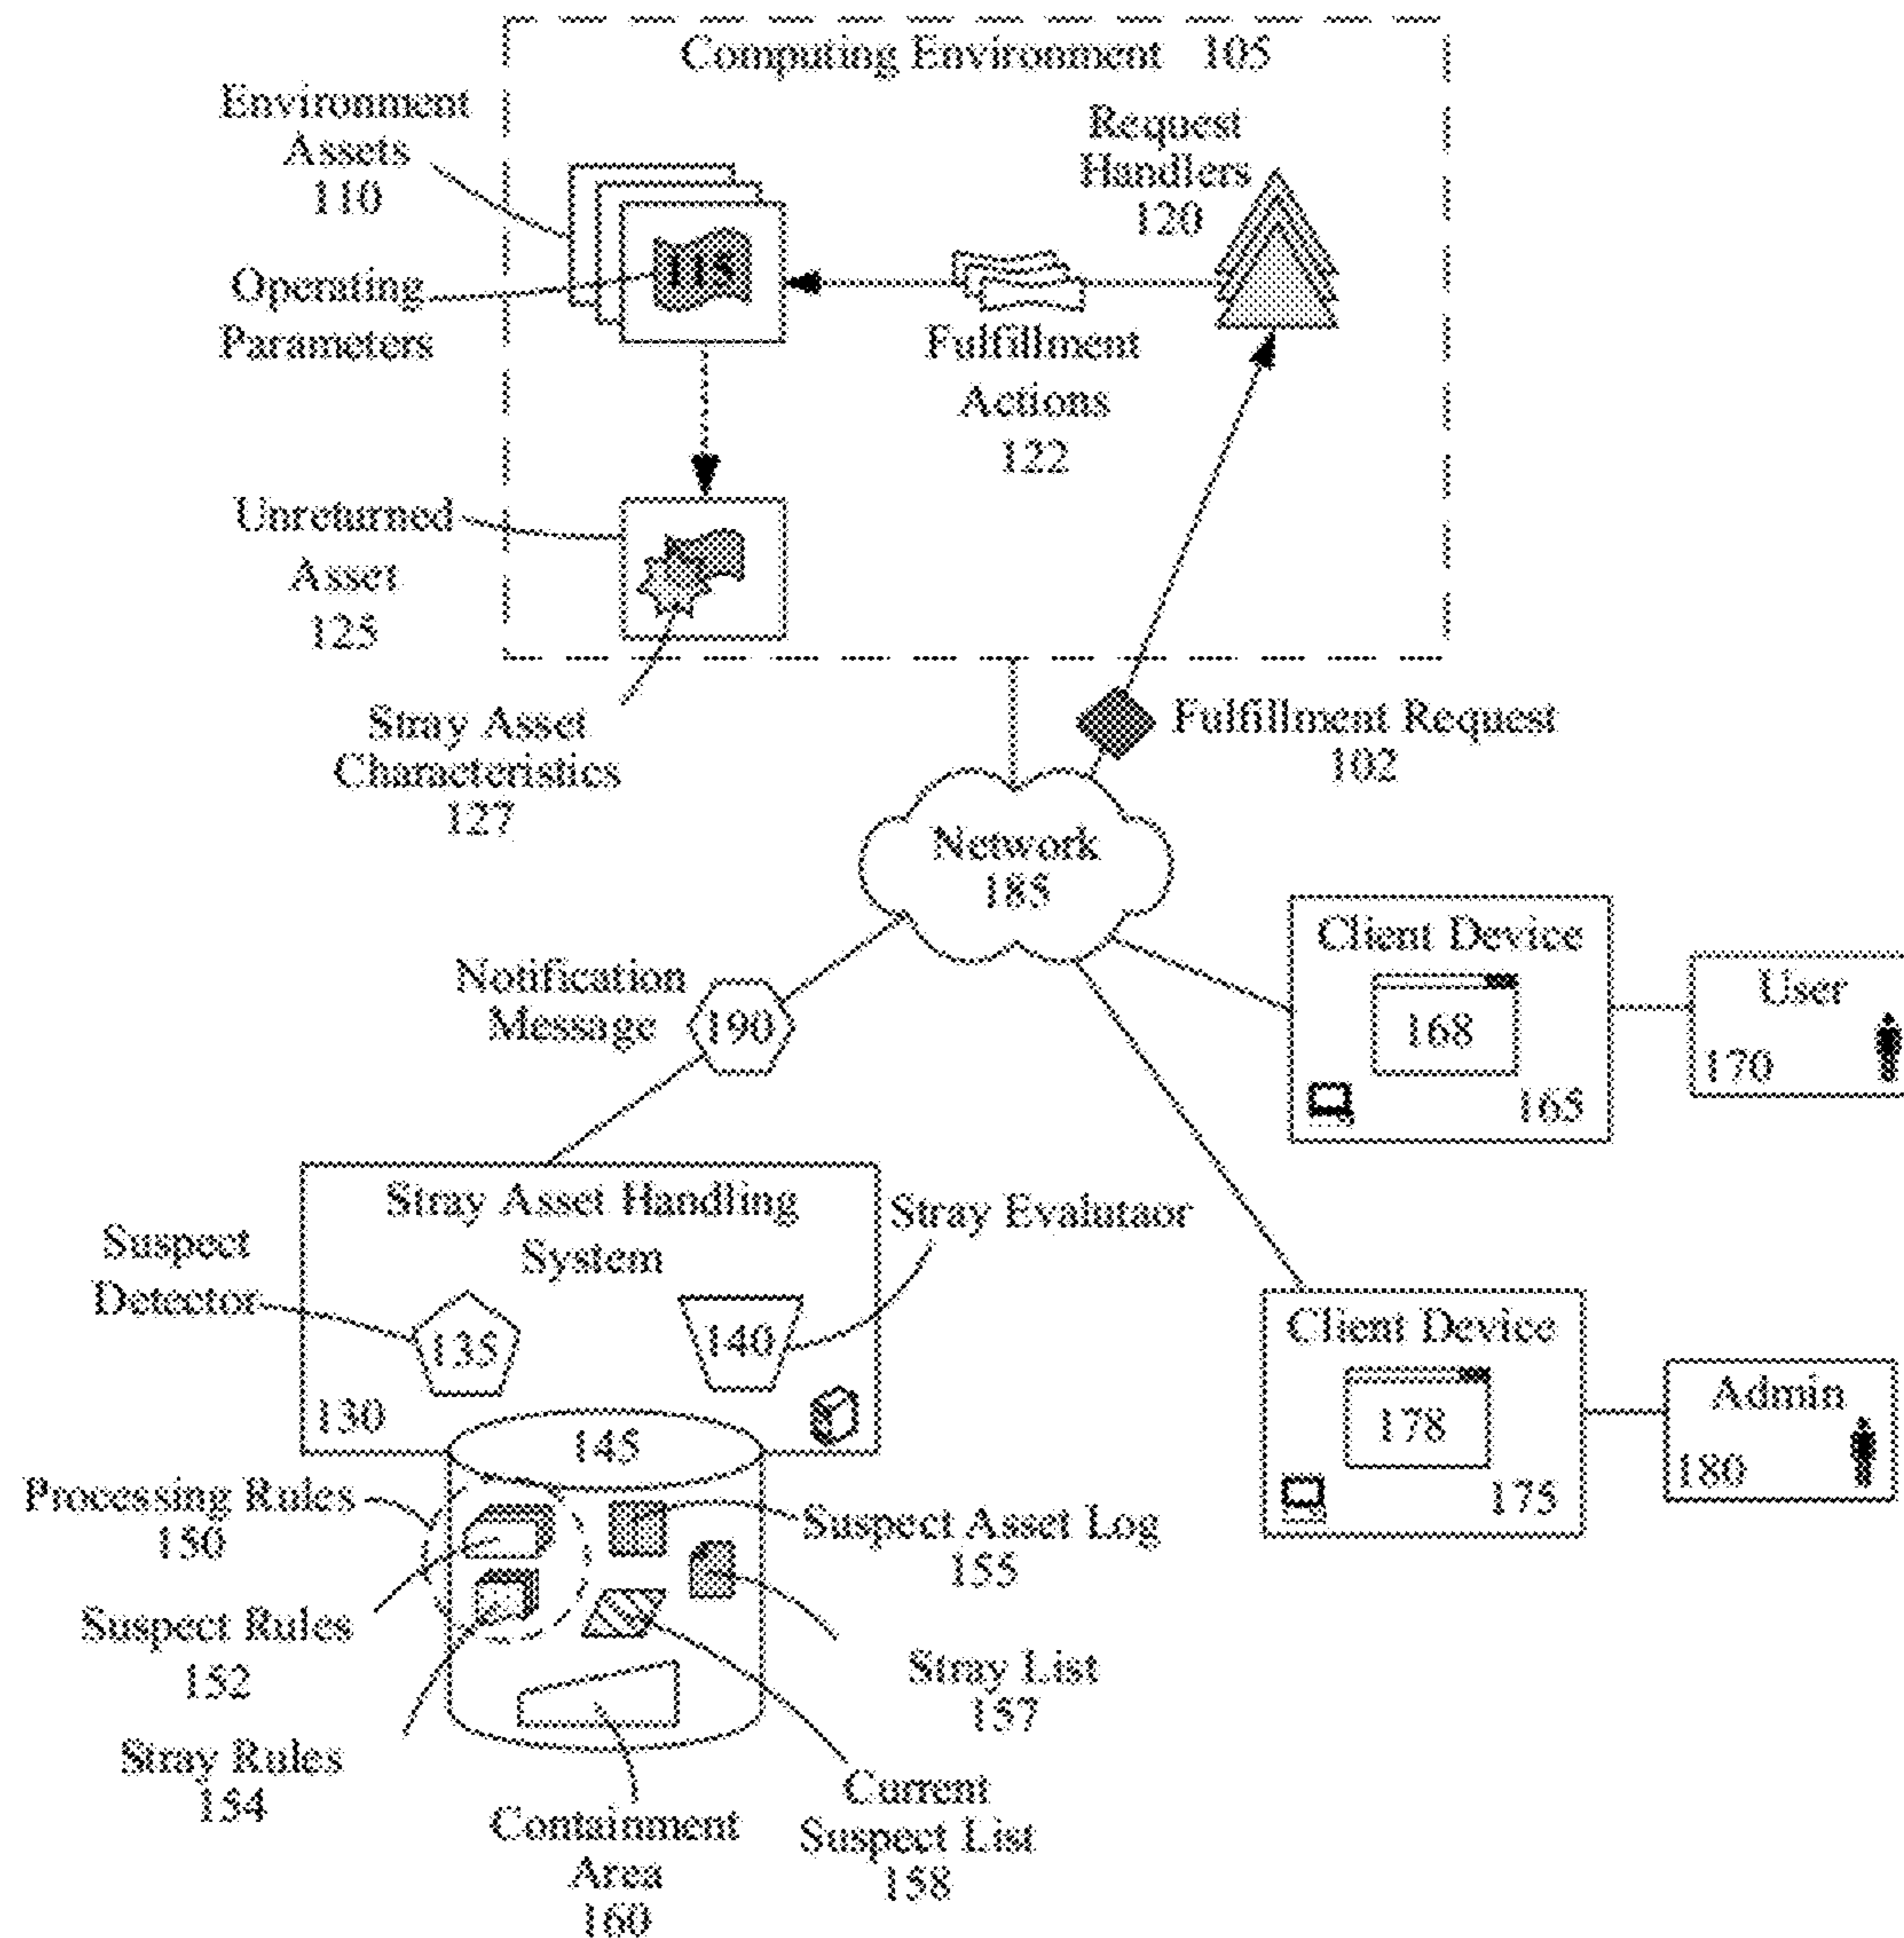 Computing Environment 105
Environment
Assets
110
Request
Handlers
120
Operating
Parameters
115
Fulfillment
Actions
122
Unreturned
Asset
125
Stray Asset
Characteristics
127
Fulfillment Request
102
Network
185
Notification
Message
190
Client Device
168
165
User
170
Stray Asset Handling
System
Stray Evalutaor
Suspect
Detector
135
140
130
145
Client Device
178
175
Admin
180
Processing Rules
150
Suspect Rules
152
Stray Rules
154
Suspect Asset Log
155
Stray List
157
Current
Suspect List
158
Containment
Area
160